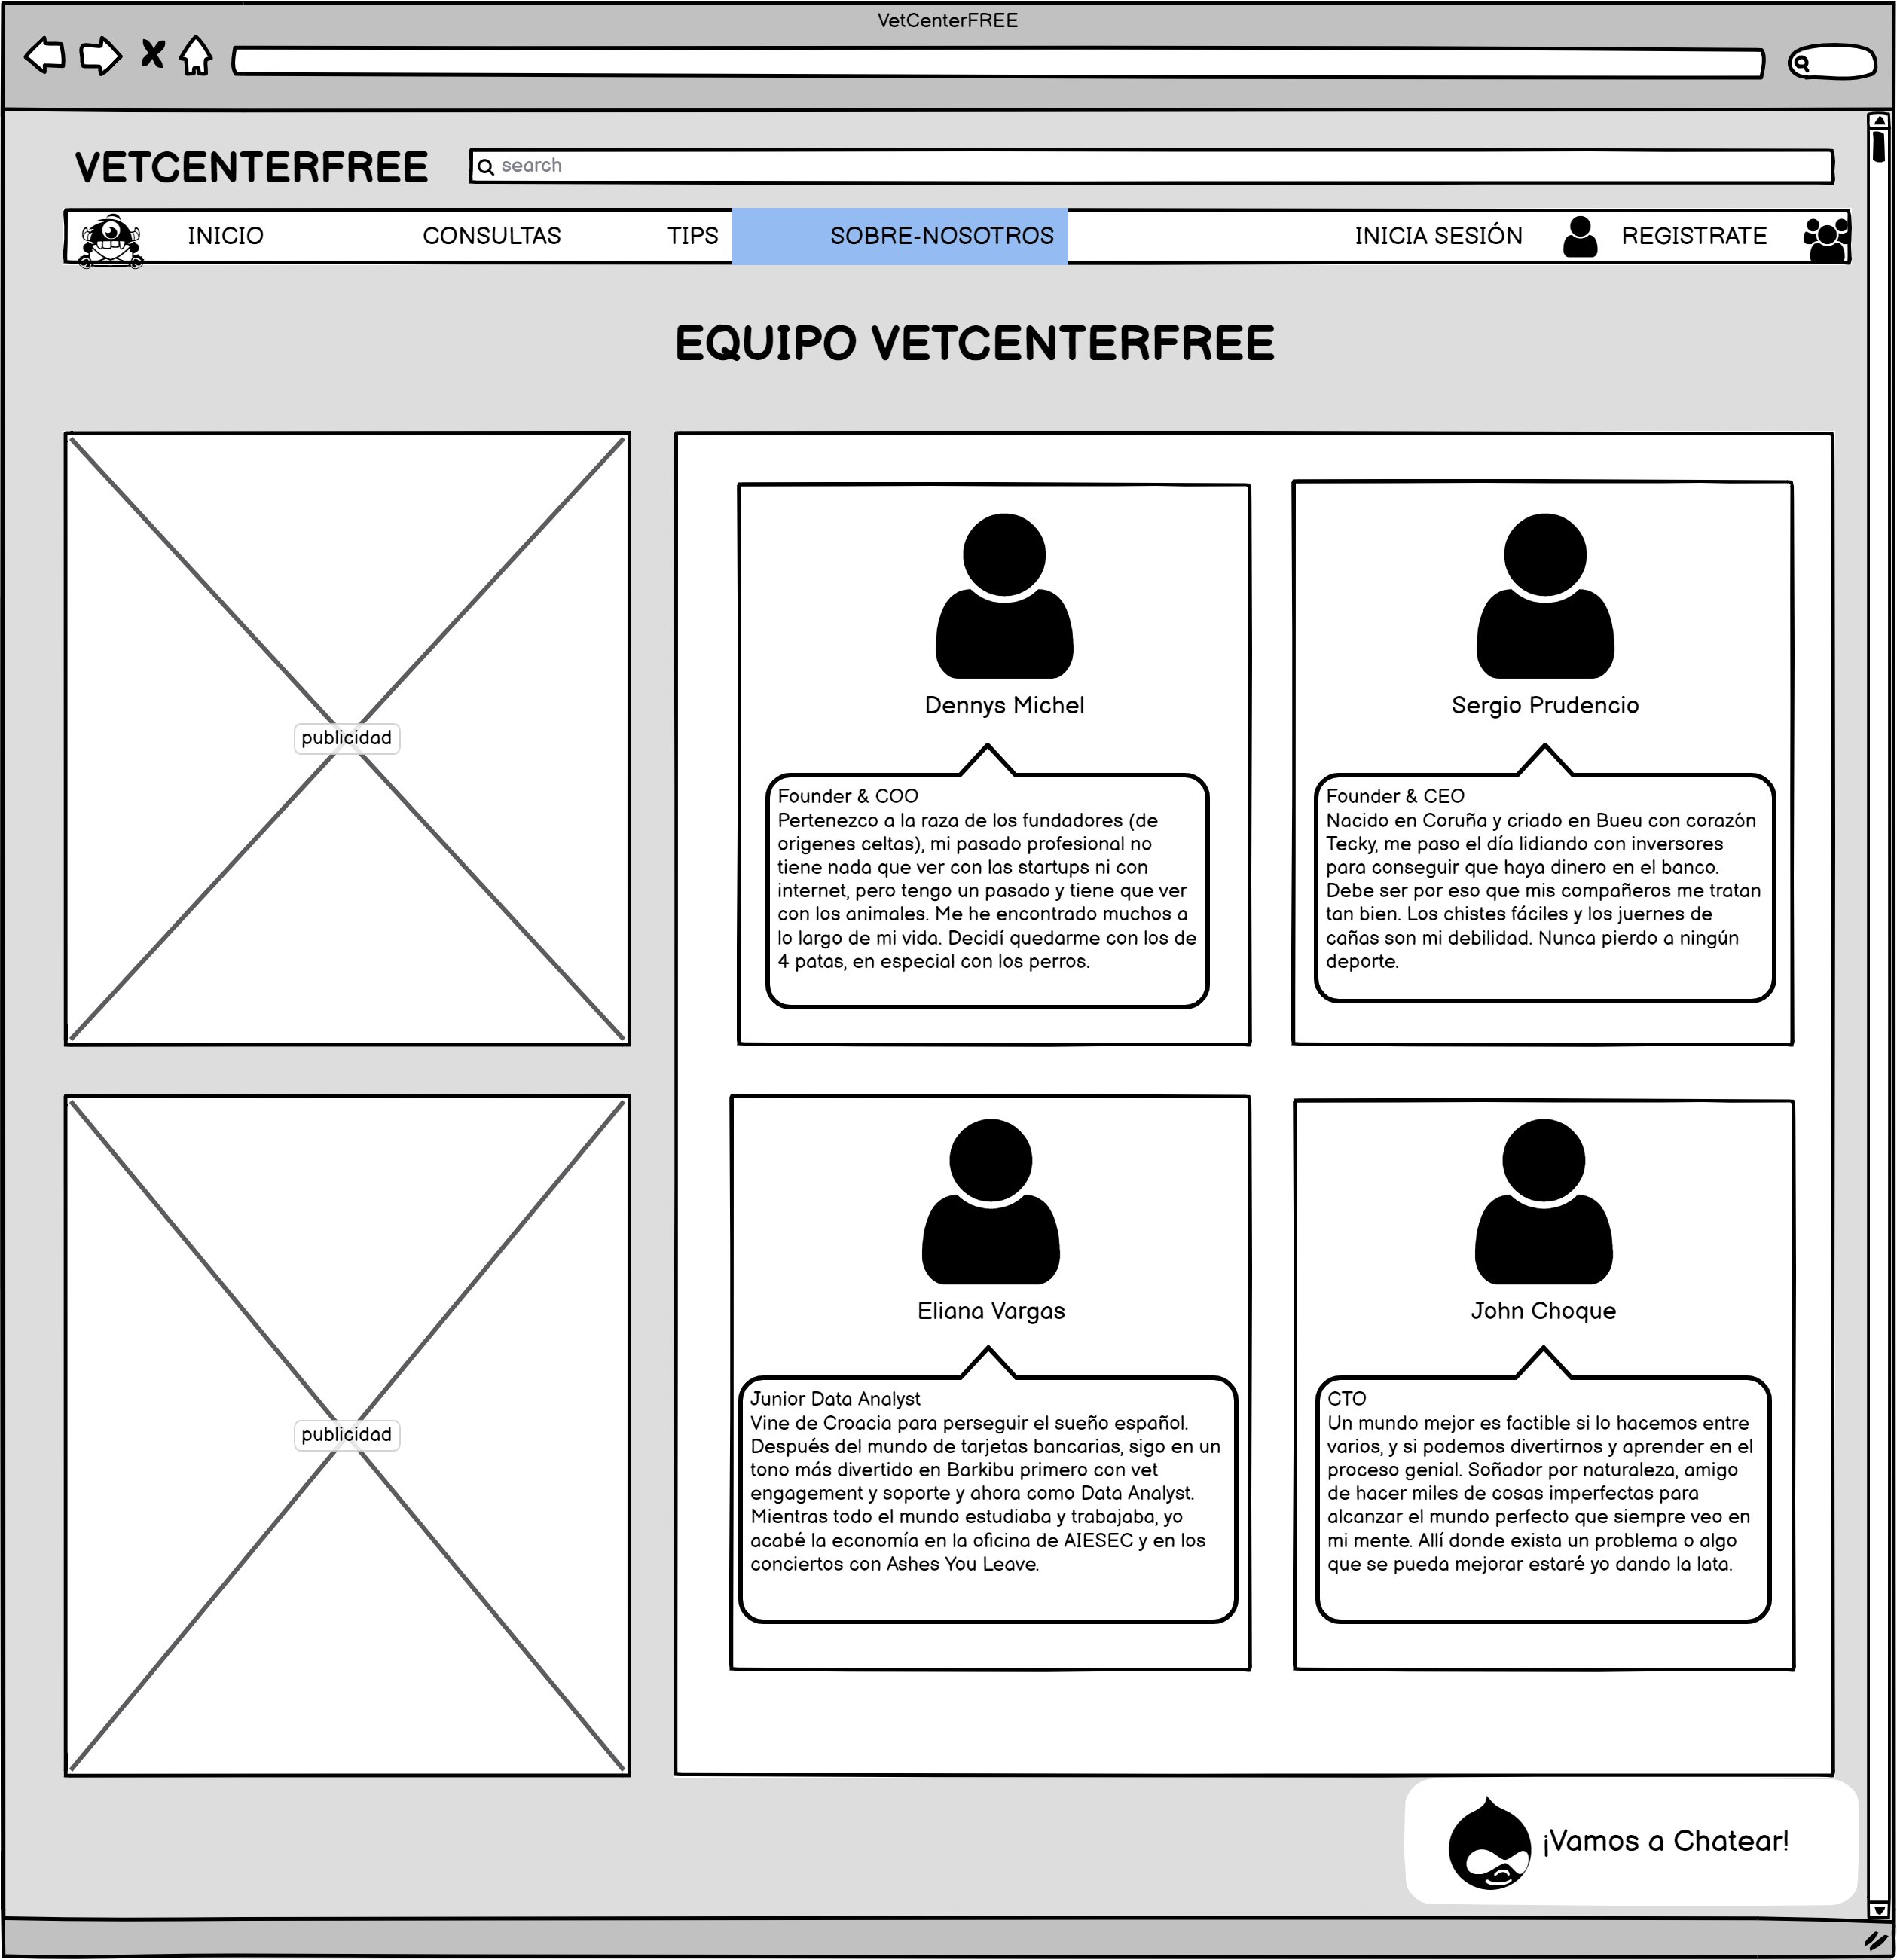 VetCenterFREE
VETCENTERFREE
search
INICIO
CONSULTAS
TIPS
SOBRE-NOSOTROS
INICIA SESIÓN
REGISTRATE
EQUIPO VETCENTERFREE
publicidad
Dennys Michel
Founder & COO
Pertenezco a la raza de los fundadores (de
origenes celtas), mi pasado profesional no
tiene nada que ver con las startups ni con
internet, pero tengo un pasado y tiene que ver
con los animales. Me he encontrado muchos a
lo largo de mi vida. Decidí quedarme con los de
4 patas, en especial con los perros.
Sergio Prudencio
Founder & CEO
Nacido en Coruña y criado en Bueu con corazón
Tecky, me paso el día lidiando con inversores
para conseguir que haya dinero en el banco.
Debe ser por eso que mis compañeros me tratan
tan bien. Los chistes fáciles y los juernes de
cañas son mi debilidad. Nunca pierdo a ningún
deporte.
publicidad
Eliana Vargas
Junior Data Analyst
Vine de Croacia para perseguir el sueño español.
Después del mundo de tarjetas bancarias, sigo en un
tono más divertido en Barkibu primero con vet
engagement y soporte y ahora como Data Analyst.
Mientras todo el mundo estudiaba y trabajaba, yo
acabé la economía en la oficina de AIESEC y en los
conciertos con Ashes You Leave.
John Choque
CTO
Un mundo mejor es factible si lo hacemos entre
varios, y si podemos divertirnos y aprender en el
proceso genial. Soñador por naturaleza, amigo
de hacer miles de cosas imperfectas para
alcanzar el mundo perfecto que siempre veo en
mi mente. Allí donde exista un problema o algo
que se pueda mejorar estaré yo dando la lata.
¡Vamos a Chatear!